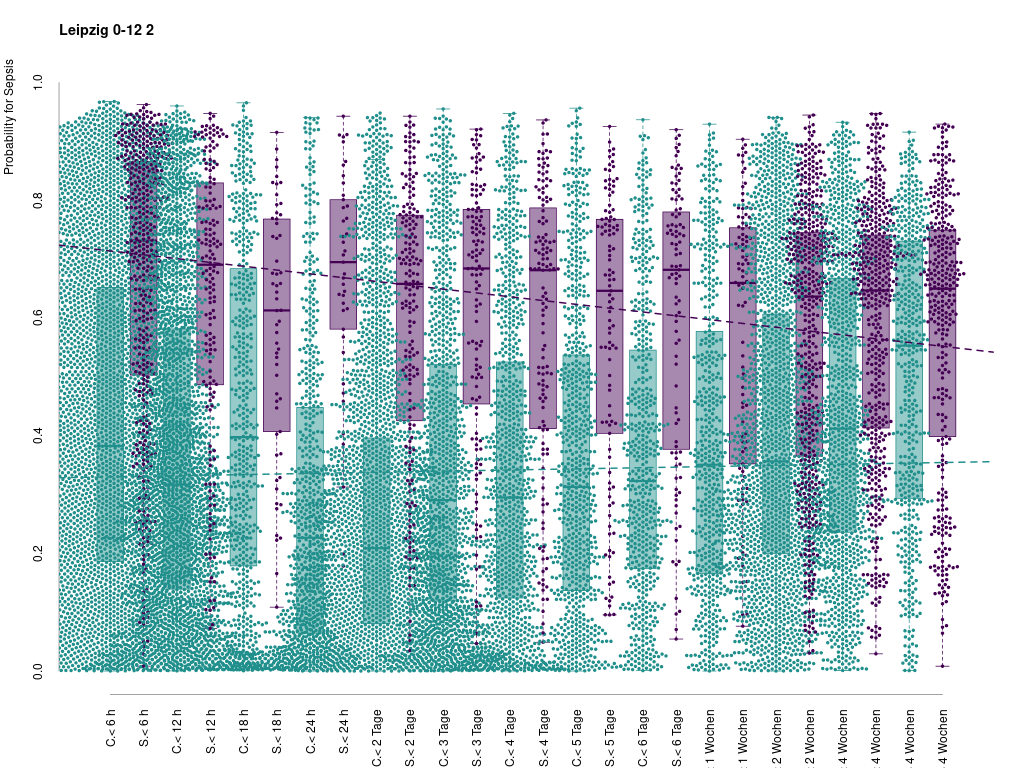 Leipzig 0-12 2
Probability for Sepsis
1.0
0.8
0.6
0.4
0.2
0.0
C.< 6 h
S.< 6 h
C.< 12 h
S.< 12 h
C.< 18 h
S.< 18 h
C.< 24 h
S.< 24 h
C.< 2 Tage
S.< 2 Tage
C.< 3 Tage
S.< 3 Tage
C.< 4 Tage
S.< 4 Tage
C.< 5 Tage
S.< 5 Tage
C.< 6 Tage
S.< 6 Tage
1 Wochen
1 Wochen
2 Wochen
2 Wochen
4 Wochen
4 Wochen
4 Wochen
4 Wochen